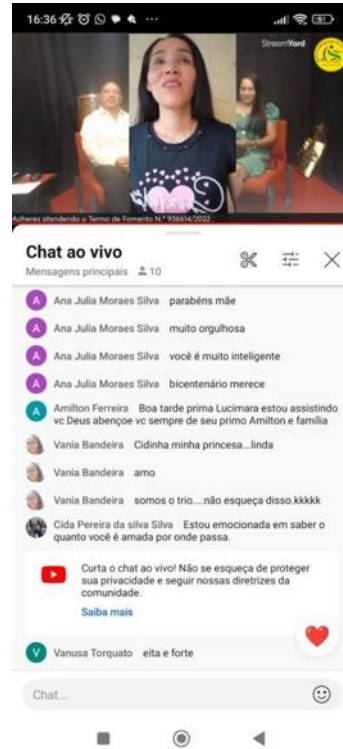 16:36
StreamYard
Mulheres atendendo o Termo de Fomento N.° 936614/2022
Chat ao vivo
Mensagens principais 10
A Ana Julia Moraes Silva parabéns mãe
A Ana Julia Moraes Silva muito orgulhosa
A Ana Julia Moraes Silva você é muito inteligente
A Ana Julia Moraes Silva bicentenário merece
A Amilton Ferreira Boa tarde prima Lucimara estou assistindo
vc Deus abençoe vc sempre de seu primo Amilton e família
Vania Bandeira Cidinha minha princesa...linda
Vania Bandeira amo
Vania Bandeira somos o trio....não esqueça disso.kkkkk
Cida Pereira da silva Silva Estou emocionada em saber o
quanto você é amada por onde passa.
Curta o chat ao vivo! Não se esqueça de proteger
sua privacidade e seguir nossas diretrizes da
comunidade.
Saiba mais
V Vanusa Torquato eita e forte
Chat...